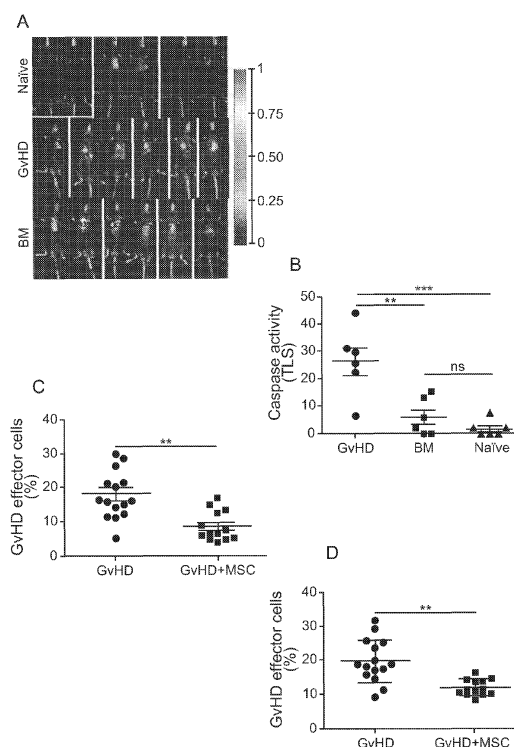 A
Naïve
GvHD
BM
1
0.75
0.50
0.25
0
B
Caspase activity
(TLS)
50
40
30
20
10
0
***
**
ns
GvHD BM Naïve
C
GvHD effector cells
(%)
40
30
20
10
0
**
GvHD GvHD+MSC
D
GvHD effector cells
(%)
40
30
20
10
0
**
GvHD GvHD+MSC